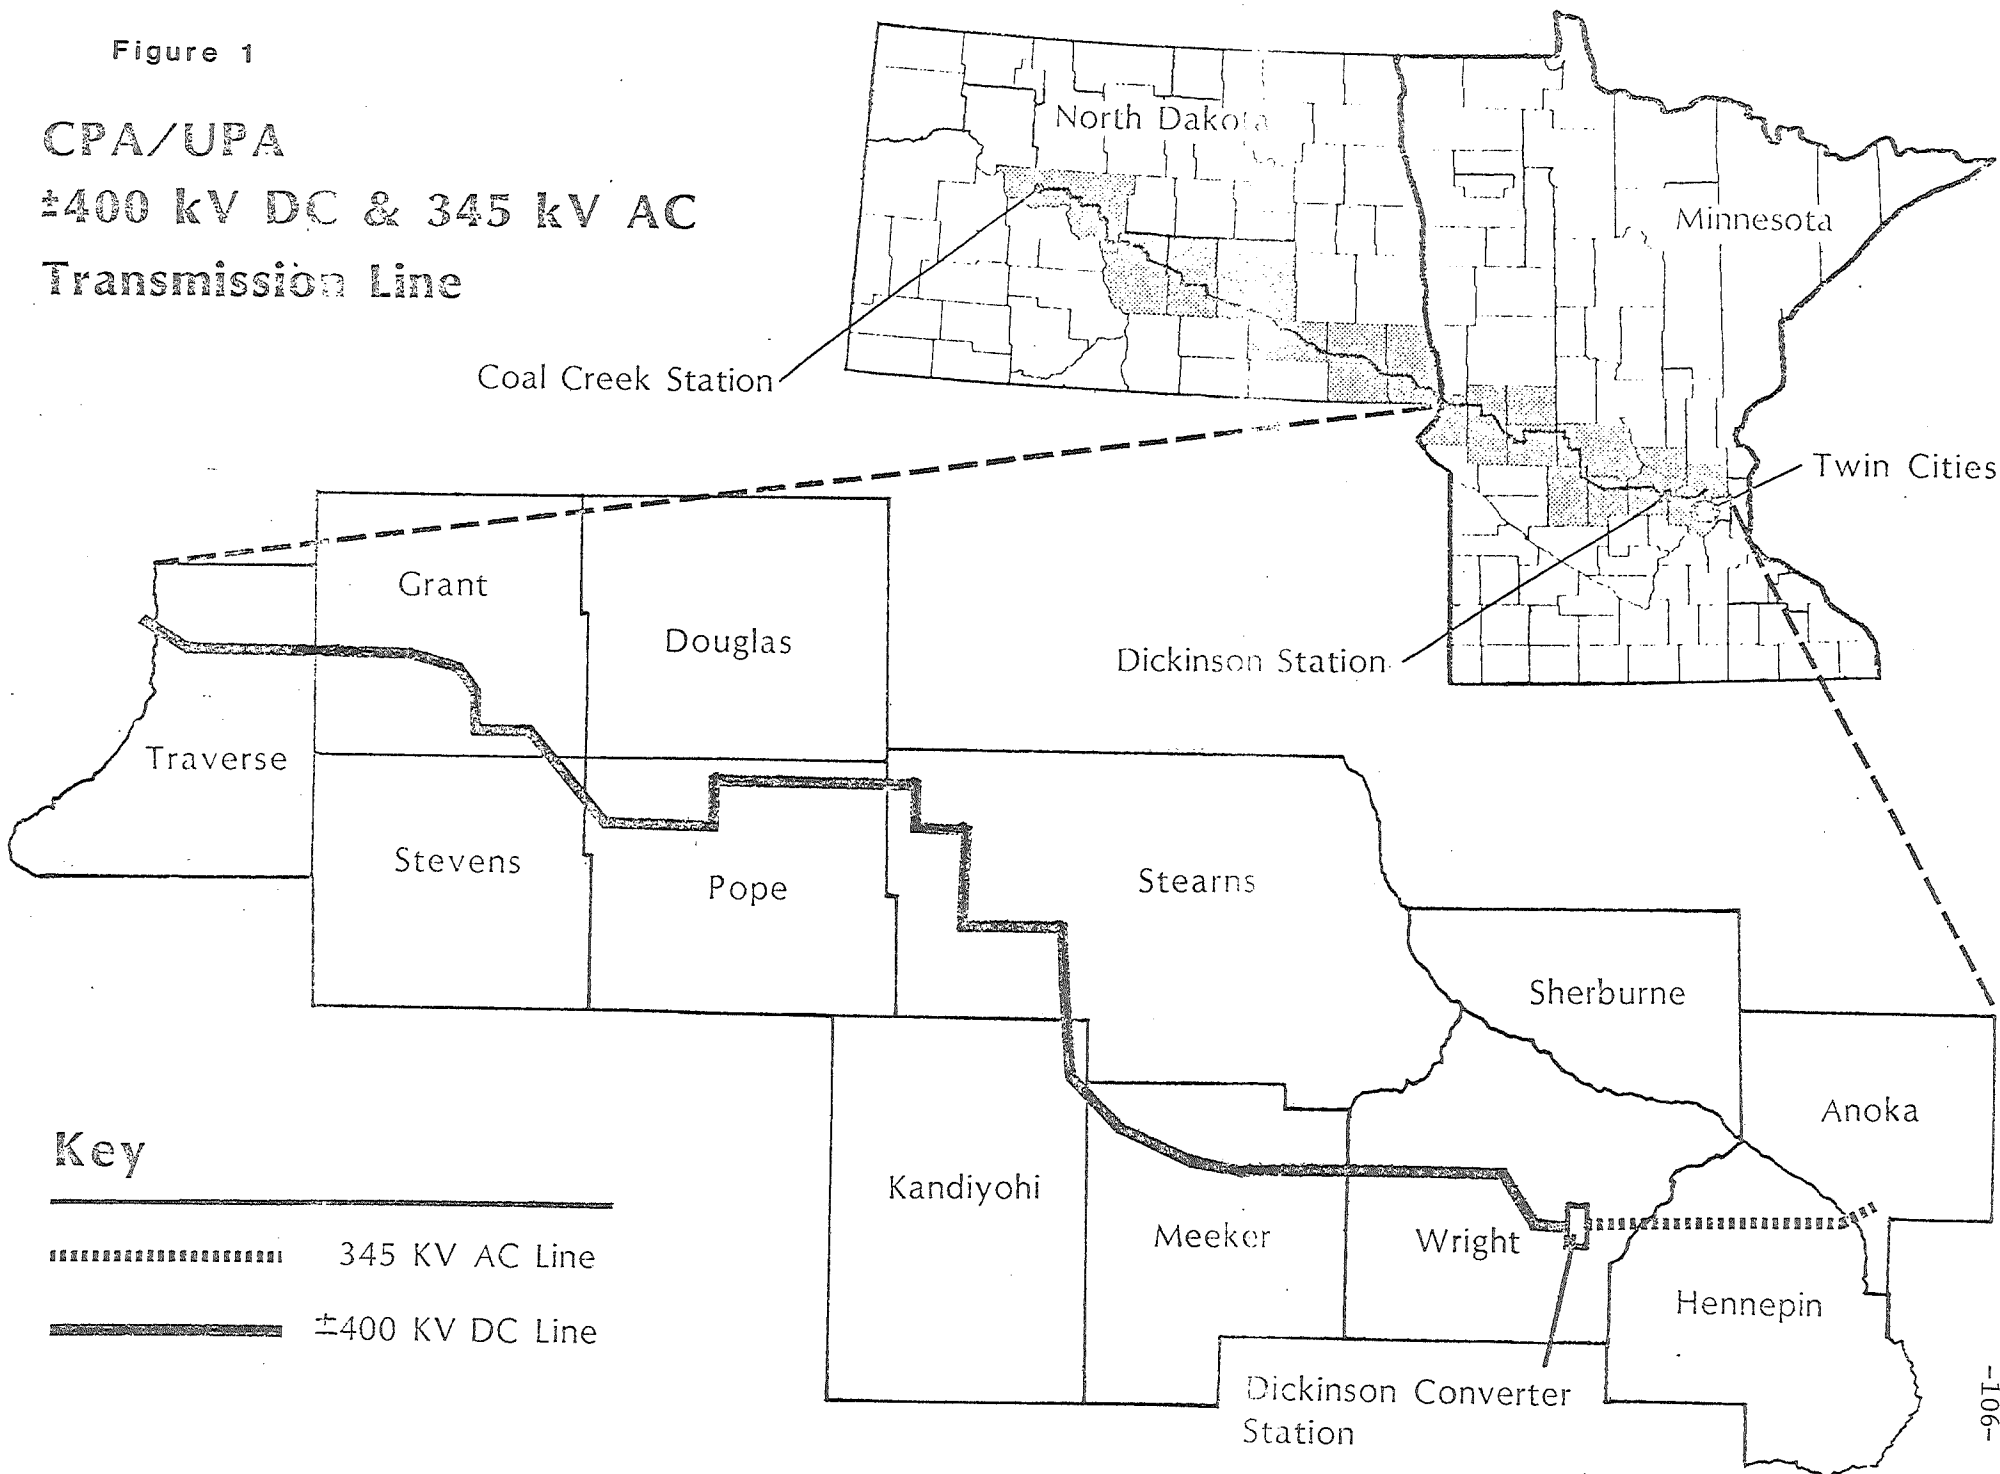 Figure 1
CPA/UPA
±400 kV DC & 345 kV AC
Transmission Line
North Dakota
Minnesota
Coal Creek Station
Twin Cities
Dickinson Station
Grant
Douglas
Traverse
Stevens
Pope
Stearns
Sherburne
Anoka
Kandiyohi
Meeker
Wright
Hennepin
Dickinson Converter
Station
Key
345 KV AC Line
±400 KV DC Line
-106-